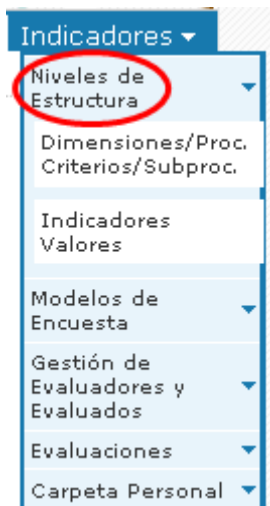 Indicadores
Niveles de
Estructura
Dimensiones/Proc.
Criterios/Subproc.
Indicadores
Valores
Modelos de
Encuesta
Gestión de
Evaluadores y
Evaluados
Evaluaciones
Carpeta Personal